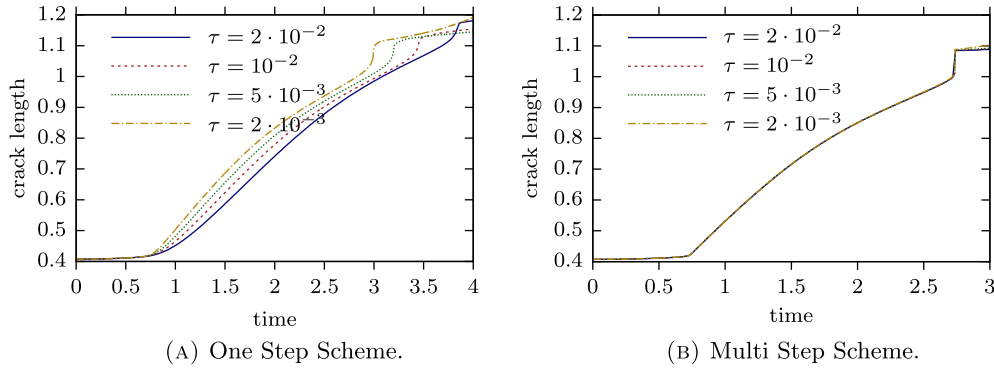 1.2
1.1
1
0.9
0.8
0.7
0.6
0.5
0.4
crack length
τ = 2 · 10⁻²
τ = 10⁻²
τ = 5 · 10⁻³
τ = 2 · 10⁻³
0 0.5 1 1.5 2 2.5 3 3.5 4
time
(A) One Step Scheme.
1.2
1.1
1
0.9
0.8
0.7
0.6
0.5
0.4
crack length
τ = 2 · 10⁻²
τ = 10⁻²
τ = 5 · 10⁻³
τ = 2 · 10⁻³
0 0.5 1 1.5 2 2.5 3
time
(B) Multi Step Scheme.